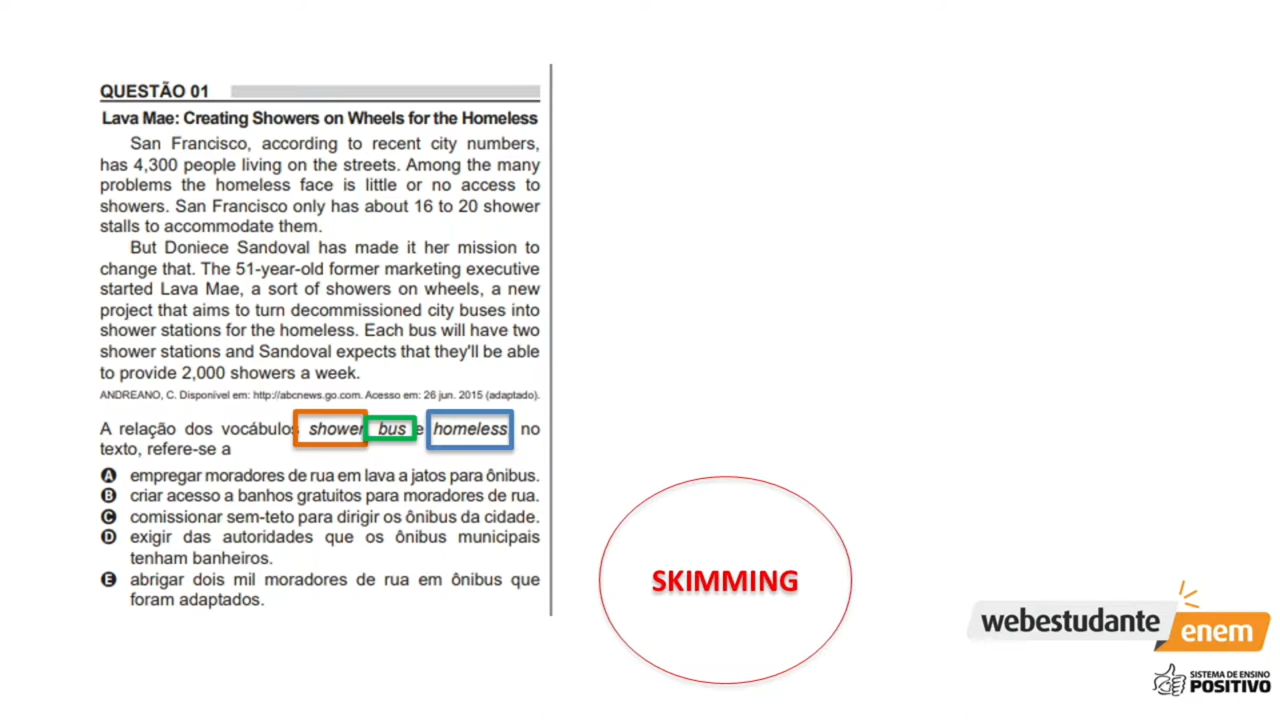 QUESTÃO 01
Lava Mae: Creating Showers on Wheels for the Homeless
San Francisco, according to recent city numbers,
has 4,300 people living on the streets. Among the many
problems the homeless face is little or no access to
showers. San Francisco only has about 16 to 20 shower
stalls to accommodate them.
But Doniece Sandoval has made it her mission to
change that. The 51-year-old former marketing executive
started Lava Mae, a sort of showers on wheels, a new
project that aims to turn decommissioned city buses into
shower stations for the homeless. Each bus will have two
shower stations and Sandoval expects that they'll be able
to provide 2,000 showers a week.
ANDREANO, C. Disponível em: http://abcnews.go.com. Acesso em: 26 jun. 2015 (adaptado).
A relação dos vocábulos shower bus e homeless, no
texto, refere-se a
A empregar moradores de rua em lava a jatos para ônibus.
B criar acesso a banhos gratuitos para moradores de rua.
C comissionar sem-teto para dirigir os ônibus da cidade.
D exigir das autoridades que os ônibus municipais
tenham banheiros.
E abrigar dois mil moradores de rua em ônibus que
foram adaptados.
SKIMMING
webestudante
enem
SISTEMA DE ENSINO
POSITIVO